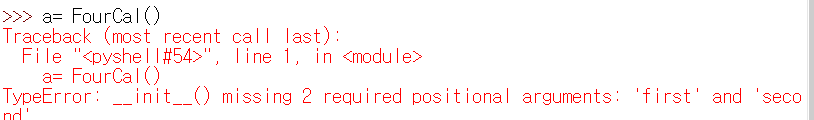 >>> a= FourCal()
Traceback (most recent call last):
  File "<pyshell#54>", line 1, in <module>
    a= FourCal()
TypeError: __init__() missing 2 required positional arguments: 'first' and 'seco
nd'